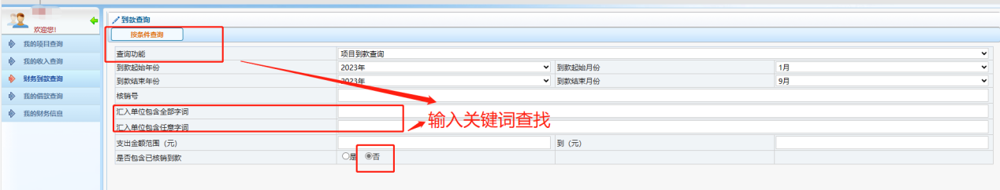 欢迎您!
我的项目查询
我的收入查询
财务到款查询
我的借款查询
我的财务信息
到款查询
按条件查询
查询功能 项目到款查询
到款起始年份 2023年 到款起始月份 1月
到款结束年份 2023年 到款结束月份 9月
核销号
汇入单位包含全部字词
输入关键词查找
汇入单位包含任意字词
支出金额范围（元） 到（元）
是否包含已核销到款 是 否